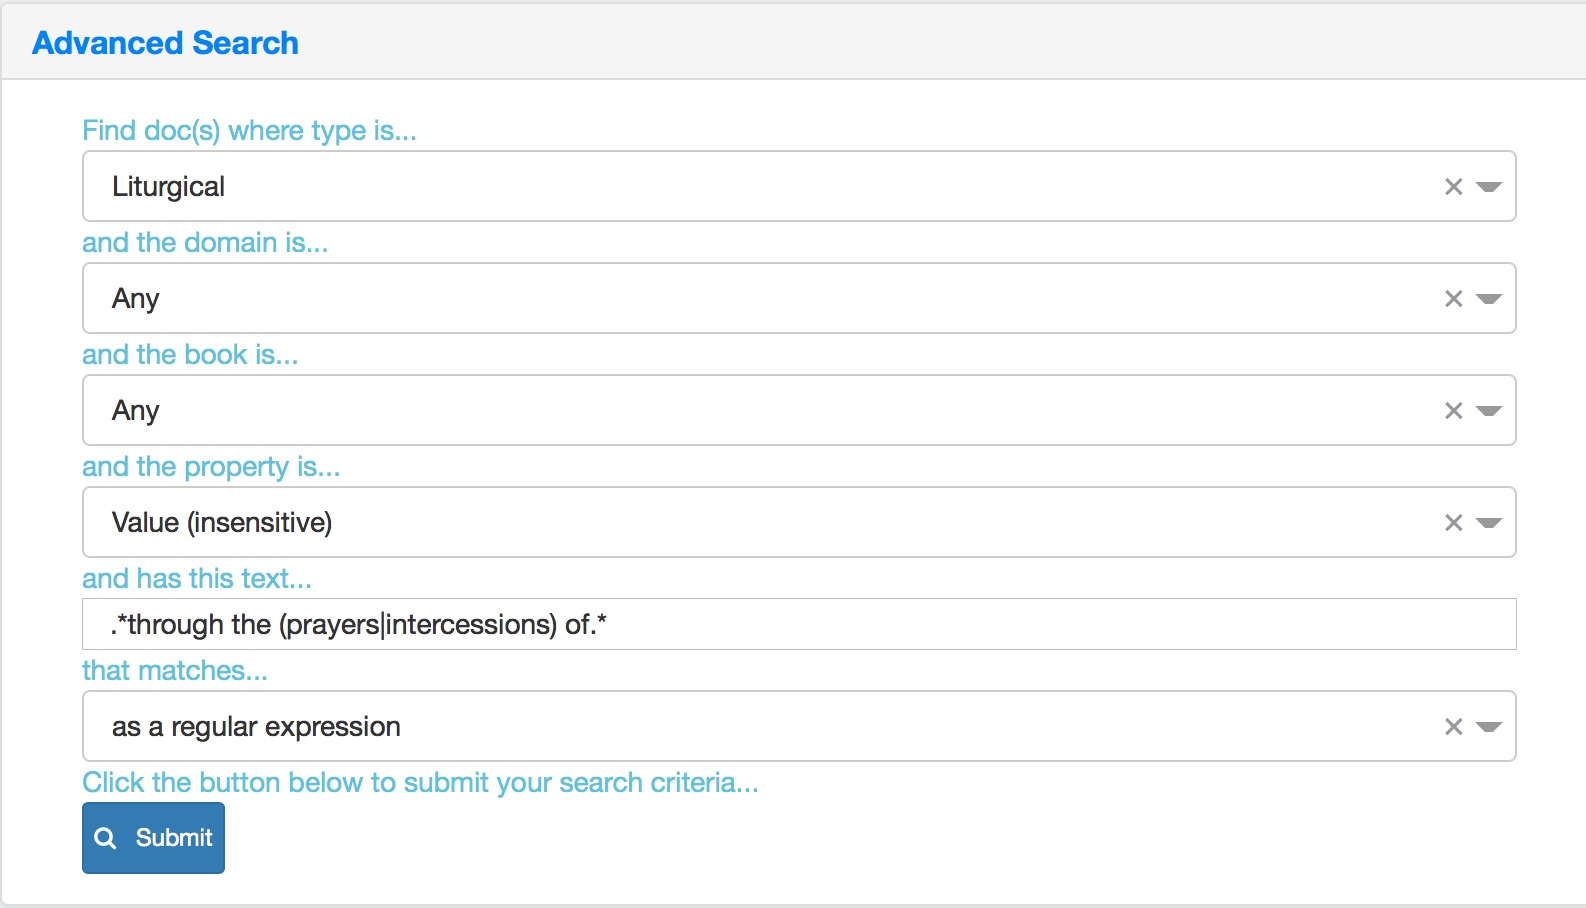 Advanced Search
Find doc(s) where type is...
Liturgical
and the domain is...
Any
and the book is...
Any
and the property is...
Value (insensitive)
and has this text...
.*through the (prayers|intercessions) of.*
that matches...
as a regular expression
Click the button below to submit your search criteria...
Submit